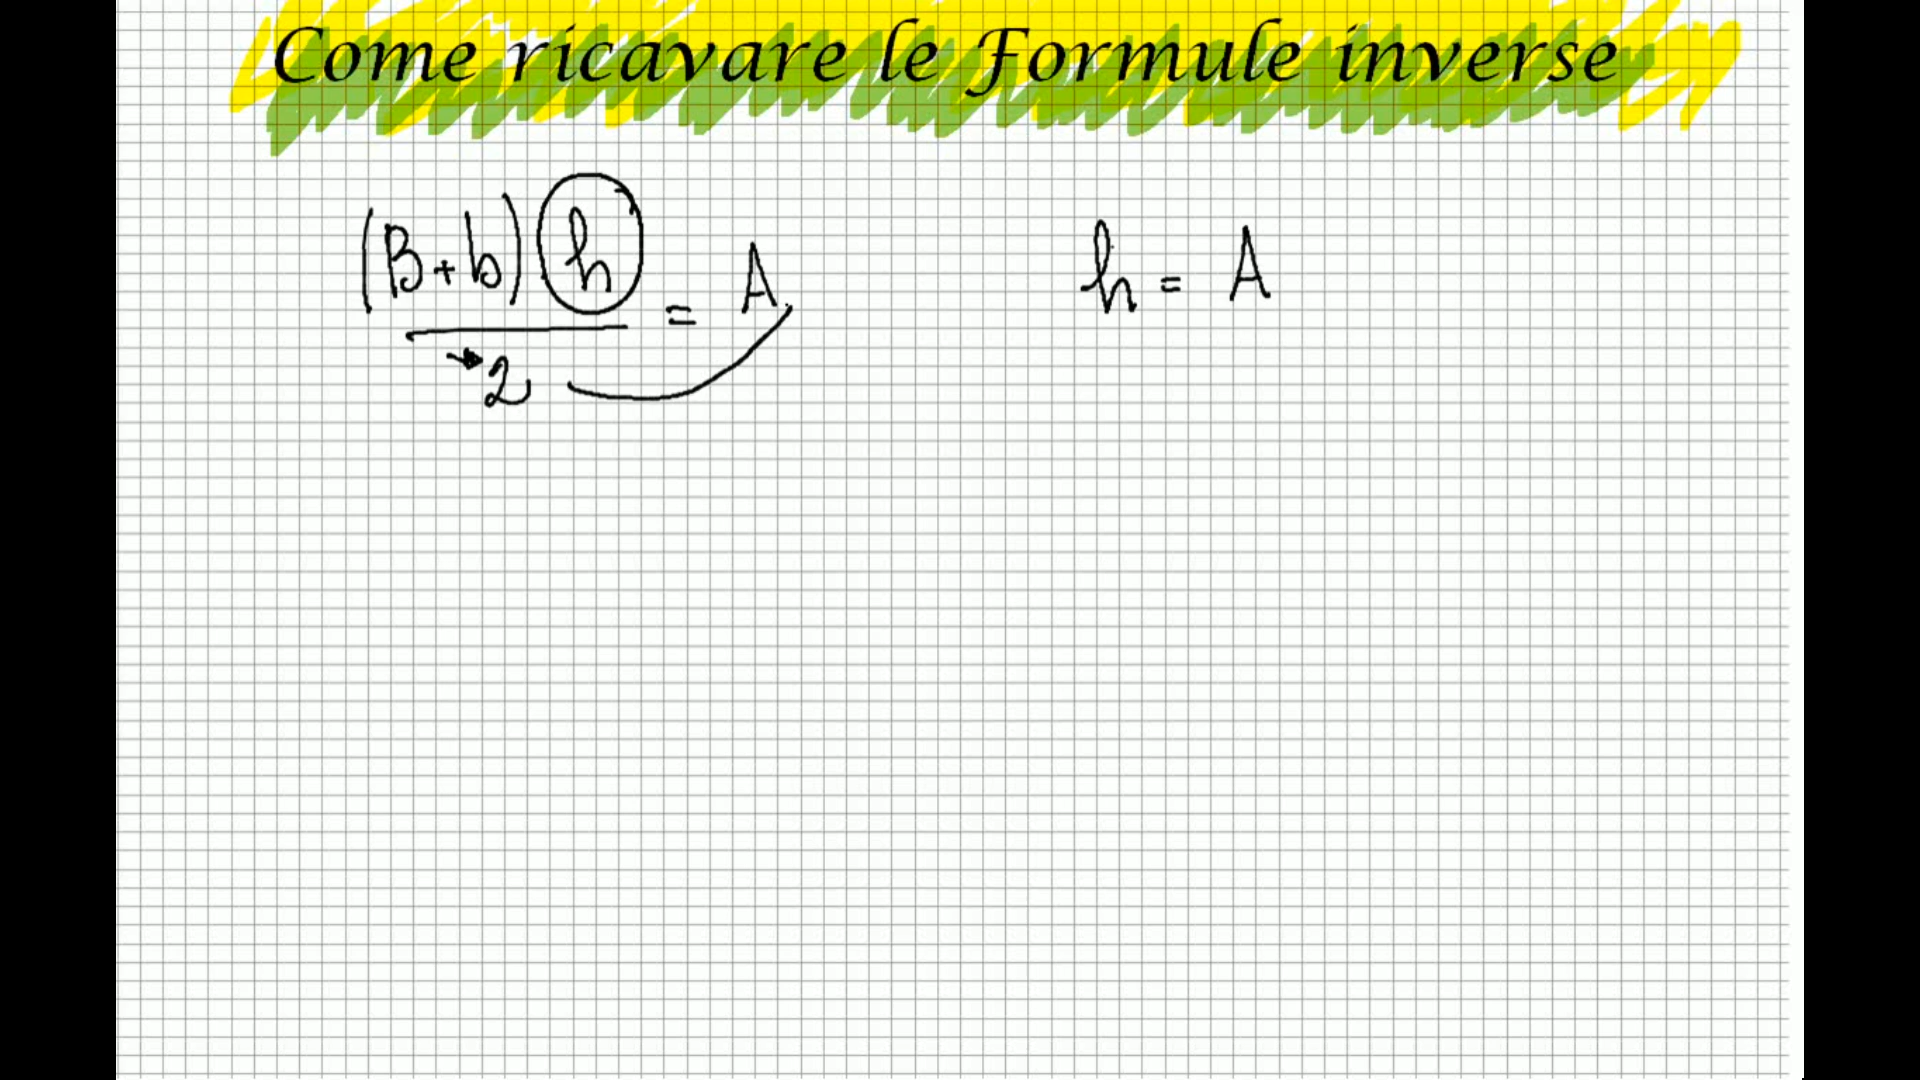 Come ricavare le Formule inverse
(B+b) h = A
2
h = A